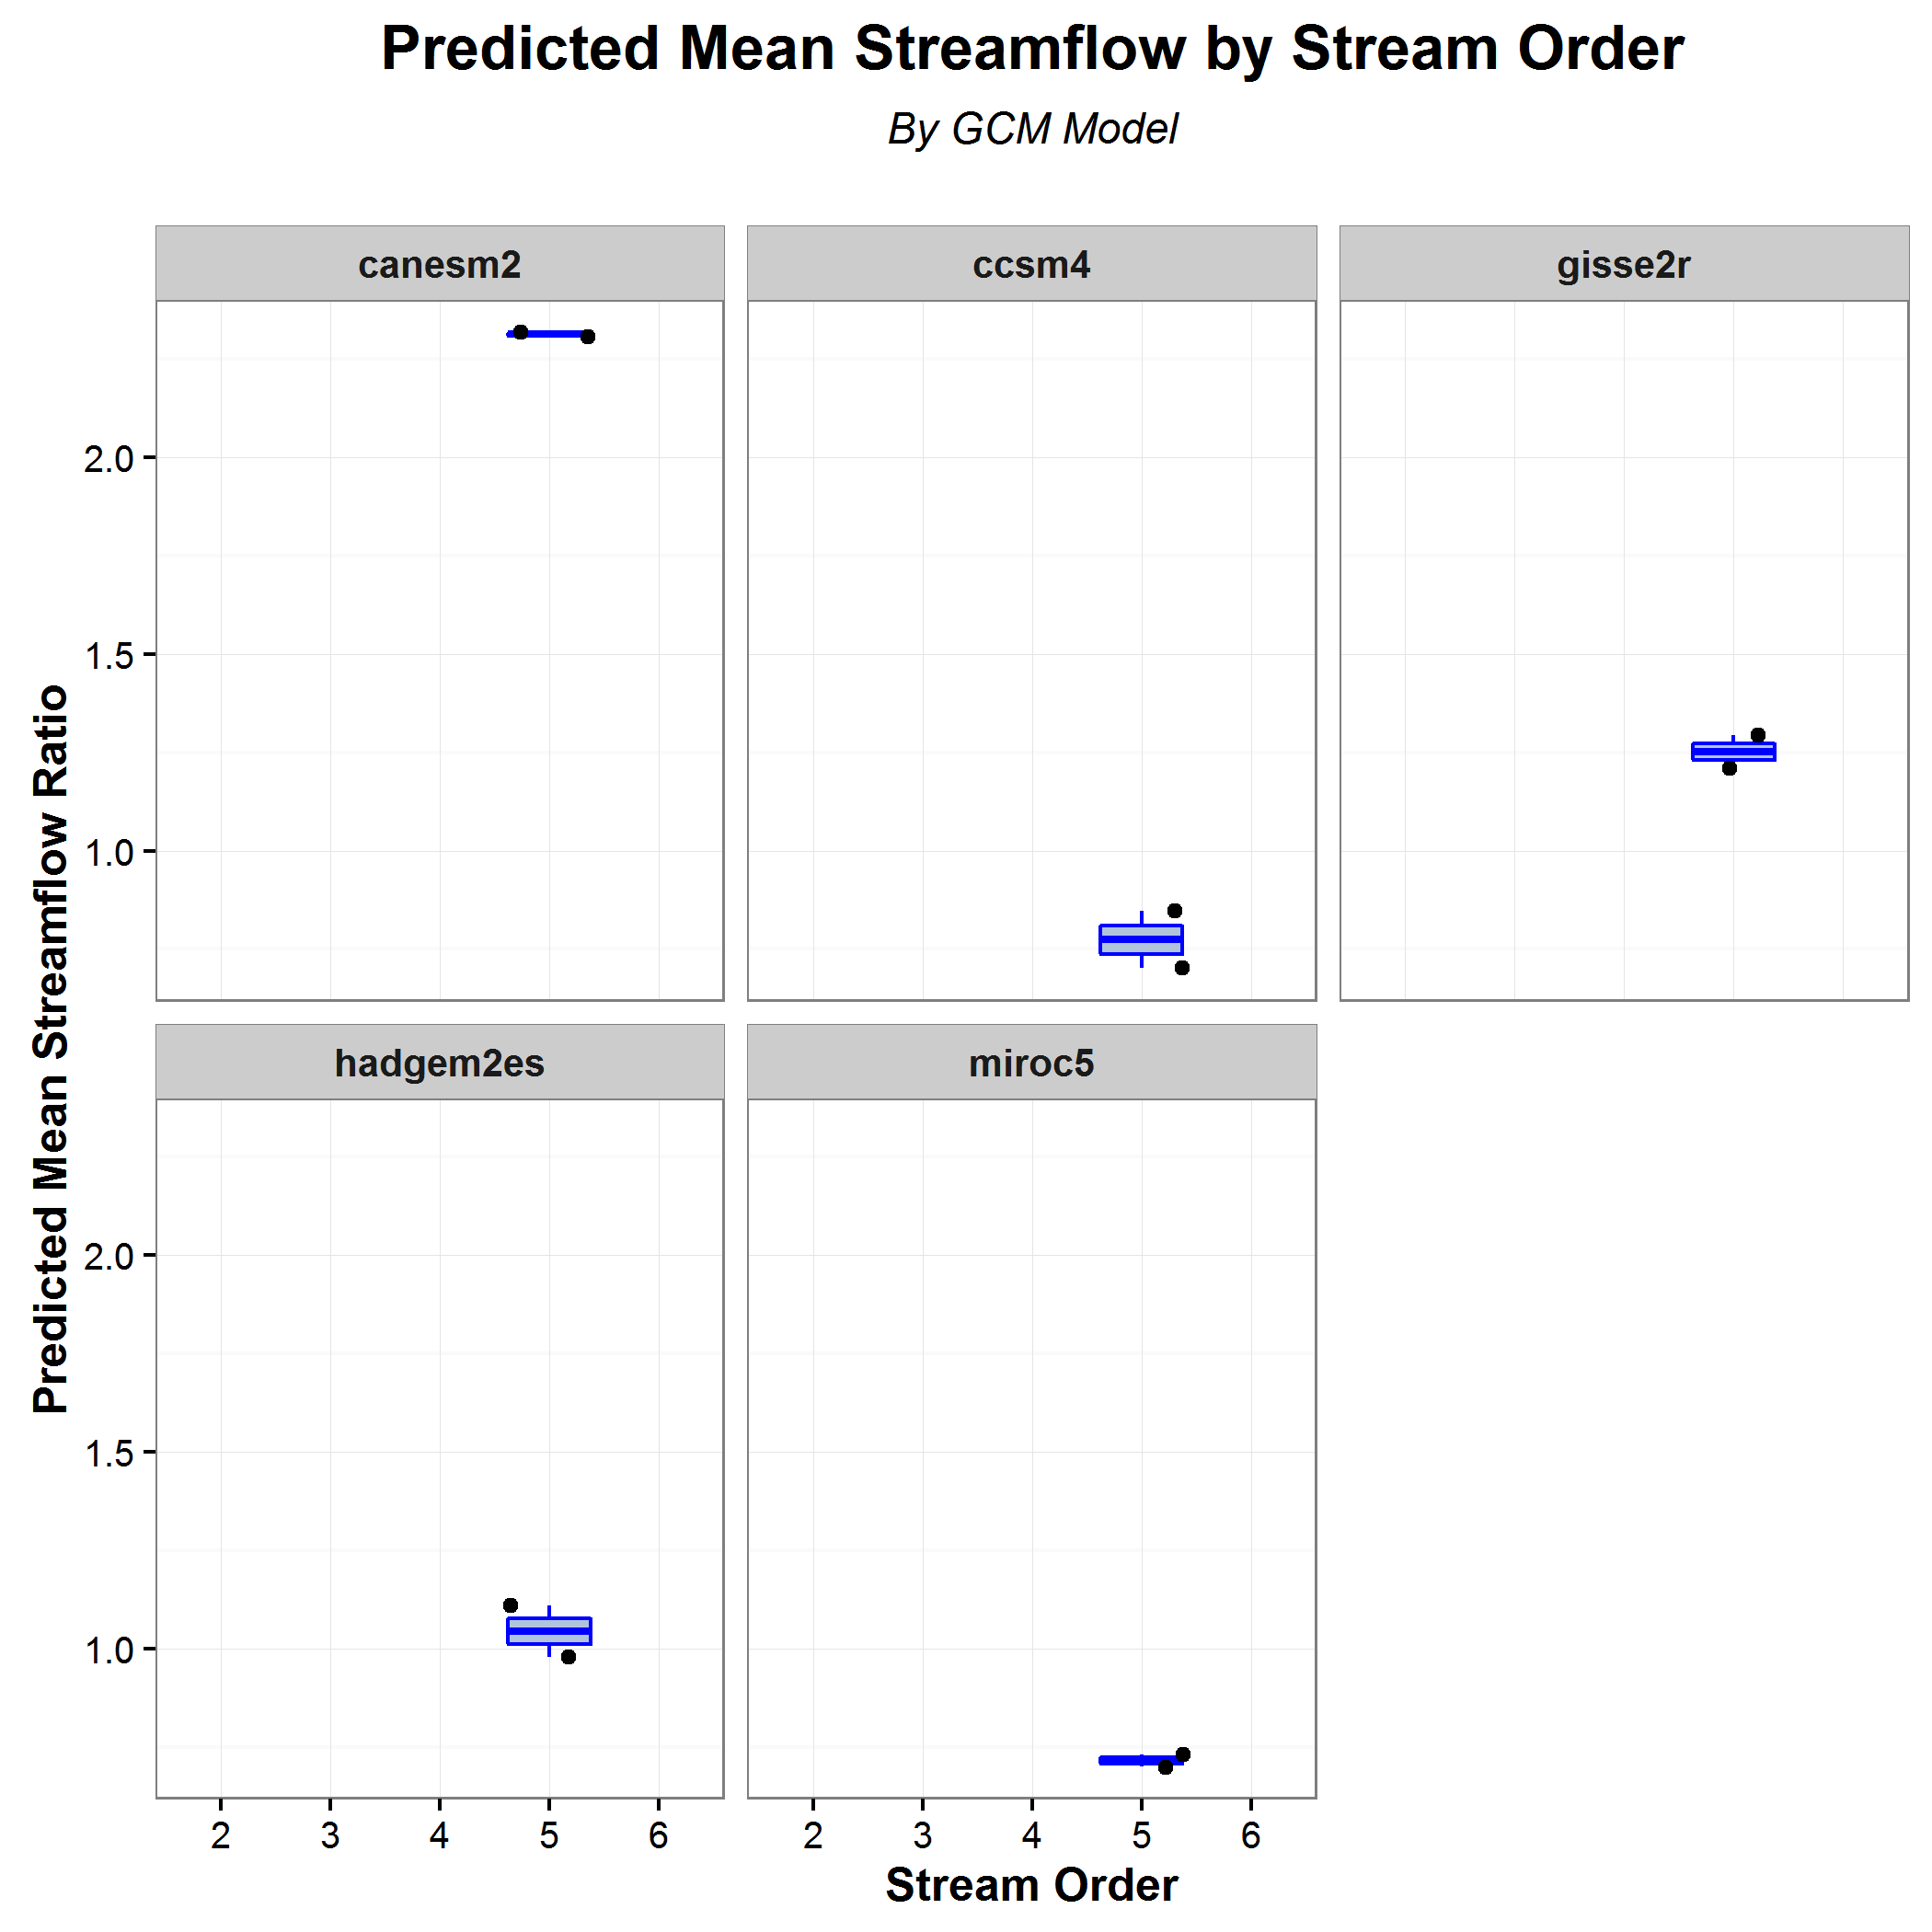 Predicted Mean Streamflow by Stream Order
By GCM Model
canesm2
ccsm4
gisse2r
2.0
1.5
1.0
Predicted Mean Streamflow Ratio
hadgem2es
miroc5
2.0
1.5
1.0
2 3 4 5 6
2 3 4 5 6
Stream Order